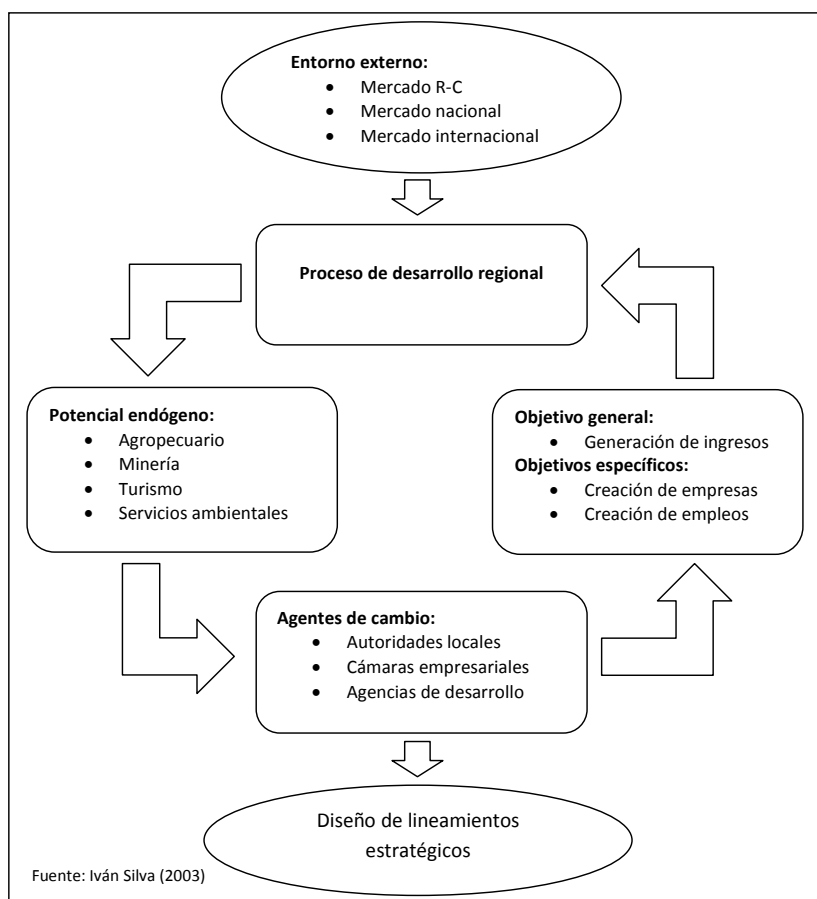 Entorno externo:
• Mercado R-C
• Mercado nacional
• Mercado internacional
Proceso de desarrollo regional
Potencial endógeno:
• Agropecuario
• Minería
• Turismo
• Servicios ambientales
Objetivo general:
• Generación de ingresos
Objetivos específicos:
• Creación de empresas
• Creación de empleos
Agentes de cambio:
• Autoridades locales
• Cámaras empresariales
• Agencias de desarrollo
Diseño de lineamientos
estratégicos
Fuente: Iván Silva (2003)